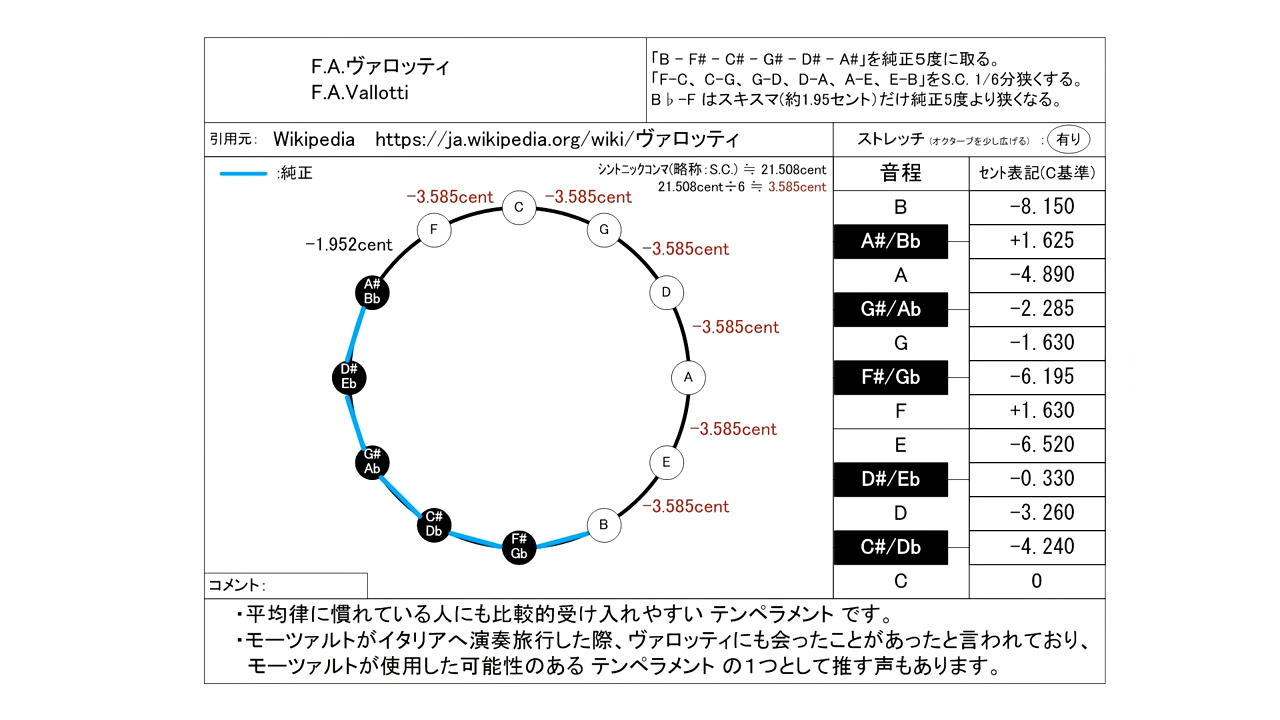 F.A.ヴァロッティ
F.A.Vallotti
「B − F# − C# − G# − D# − A#」を純正５度に取る。
「F-C、 C-G、 G-D、 D-A、 A-E、 E-B」をS.C. 1/6分狭くする。
B♭-F はスキスマ(約1.95セント)だけ純正5度より狭くなる。
引用元: Wikipedia https://ja.wikipedia.org/wiki/ヴァロッティ
ストレッチ (オクターブを少し広げる) : 有り
:純正
シントニックコンマ(略称:S.C.) ≒ 21.508cent
21.508cent÷6 ≒ 3.585cent
音程
セント表記(C基準)
B −8.150
A#/Bb +1.625
A −4.890
G#/Ab −2.285
G −1.630
F#/Gb −6.195
F +1.630
E −6.520
D#/Eb −0.330
D −3.260
C#/Db −4.240
C 0
−3.585cent
C
−3.585cent
F
G
−1.952cent
−3.585cent
A#
Bb
D
−3.585cent
D#
Eb
A
−3.585cent
G#
Ab
E
−3.585cent
C#
Db
B
F#
Gb
コメント:
・平均律に慣れている人にも比較的受け入れやすい テンペラメント です。
・モーツァルトがイタリアへ演奏旅行した際、ヴァロッティにも会ったことがあったと言われており、
モーツァルトが使用した可能性のある テンペラメント の１つとして推す声もあります。